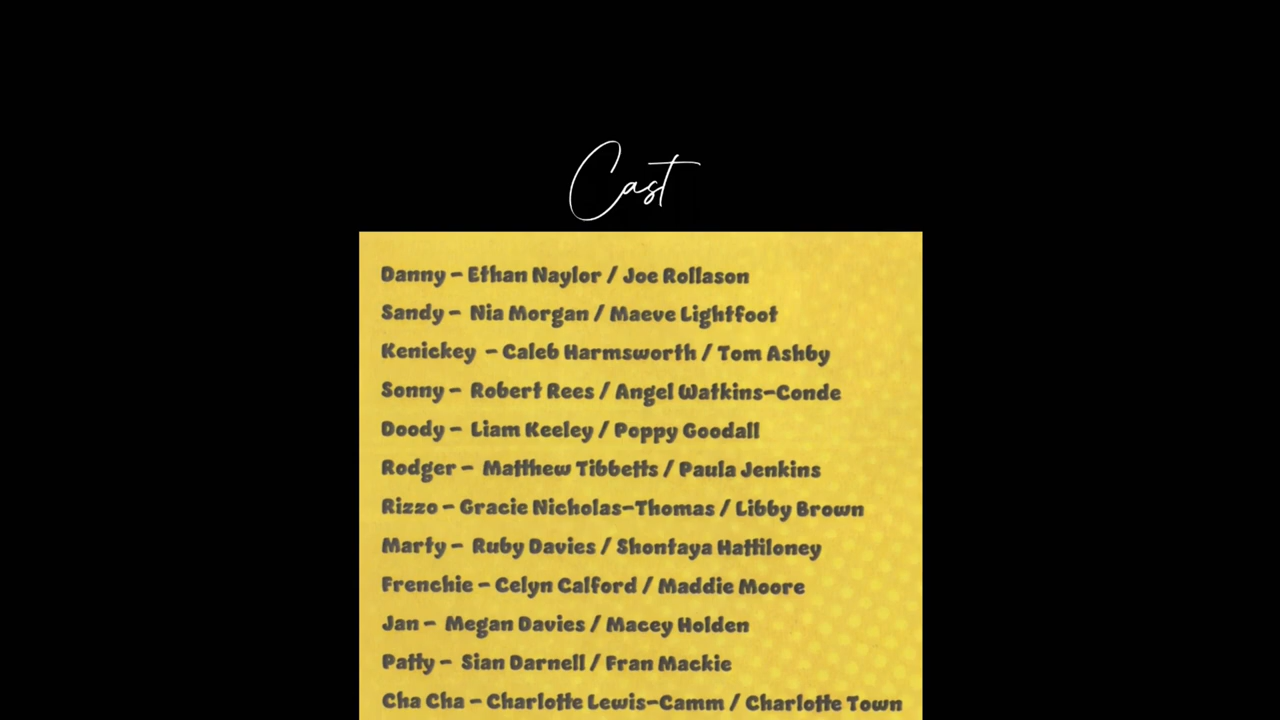 Cast
Danny - Ethan Naylor / Joe Rollason
Sandy - Nia Morgan / Maeve Lightfoot
Kenickey - Caleb Harmsworth / Tom Ashby
Sonny - Robert Rees / Angel Watkins-Conde
Doody - Liam Keeley / Poppy Goodall
Rodger - Matthew Tibbetts / Paula Jenkins
Rizzo - Gracie Nicholas-Thomas / Libby Brown
Marty - Ruby Davies / Shontaya Hattiloney
Frenchie - Celyn Calford / Maddie Moore
Jan - Megan Davies / Macey Holden
Patty - Sian Darnell / Fran Mackie
Cha Cha - Charlotte Lewis-Camm / Charlotte Town